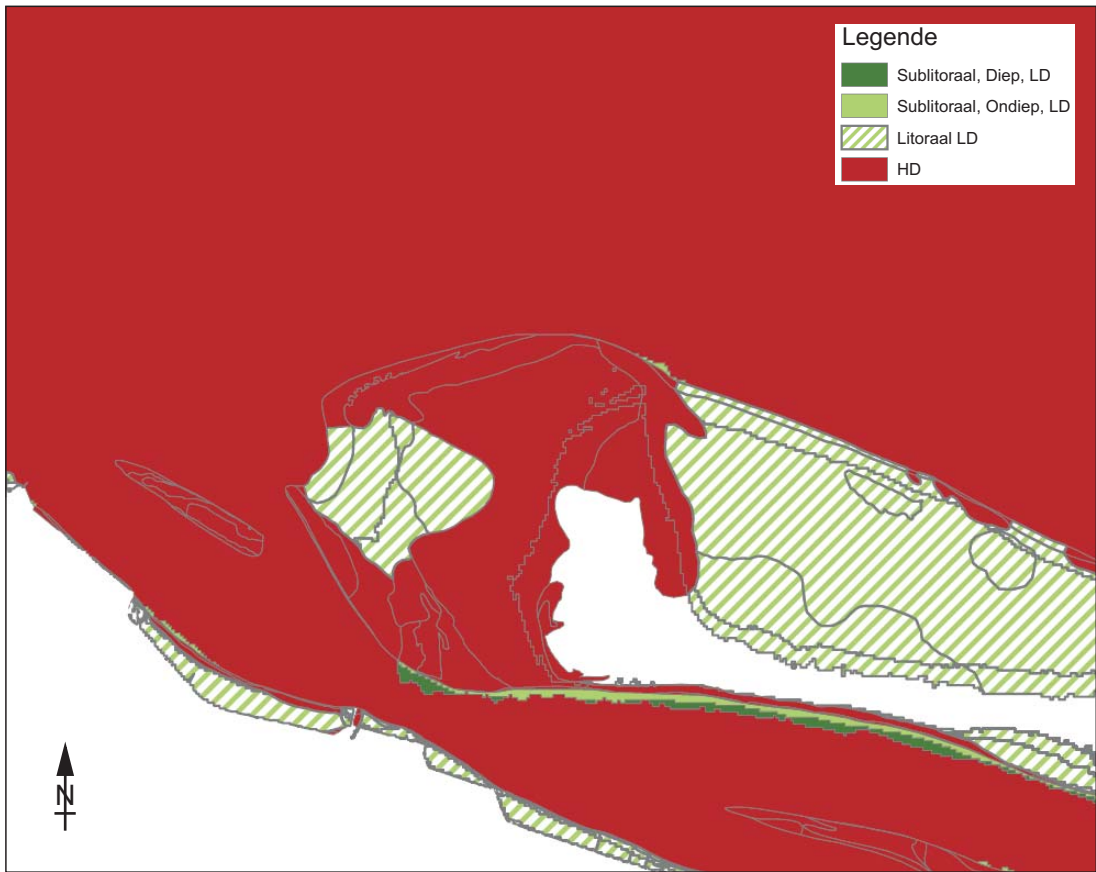 Legende
Sublitoraal, Diep, LD
Sublitoraal, Ondiep, LD
Litoraal LD
HD
N